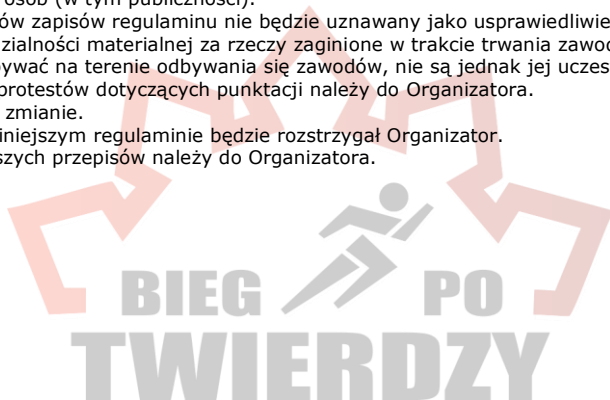 osób (w tym publiczności).
ów zapisów regulaminu nie będzie uznawany jako usprawiedliwie
zialności materialnej za rzeczy zaginione w trakcie trwania zawod
bywać na terenie odbywania się zawodów, nie są jednak jej uczes
protestów dotyczących punktacji należy do Organizatora.
zmianie.
niniejszym regulaminie będzie rozstrzygał Organizator.
szych przepisów należy do Organizatora.
BIEG PO
TWIERDZY